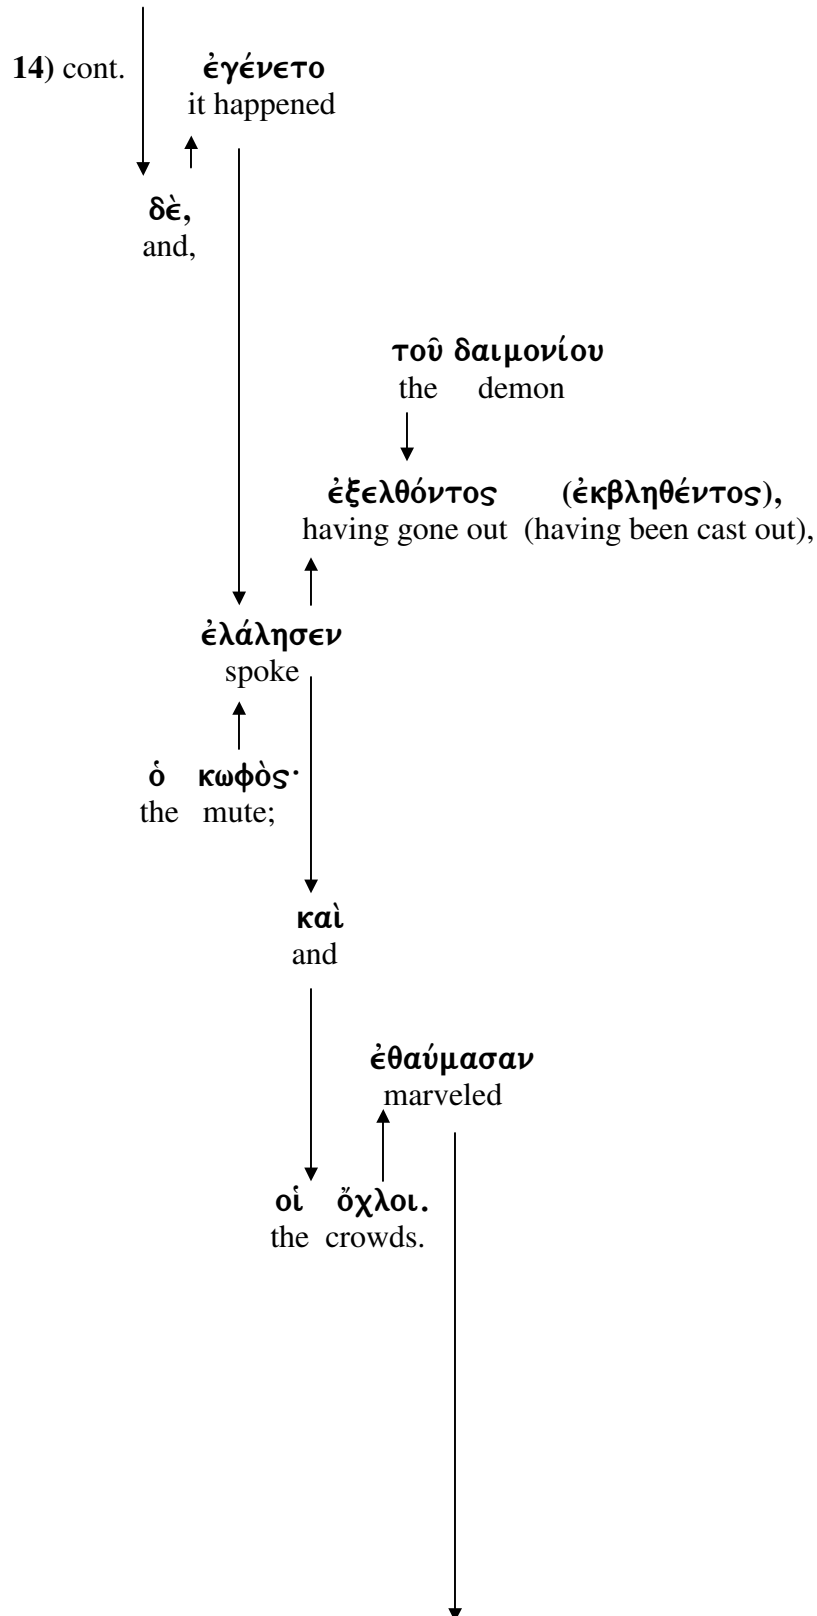 14) cont. ἐγένετο
it happened
δὲ,
and,
τοῦ δαιμονίου
the demon
ἐξελθόντος (ἐκβληθέντος),
having gone out (having been cast out),
ἐλάλησεν
spoke
ὁ κωφὸς·
the mute;
καὶ
and
ἐθαύμασαν
marveled
οἱ ὄχλοι.
the crowds.